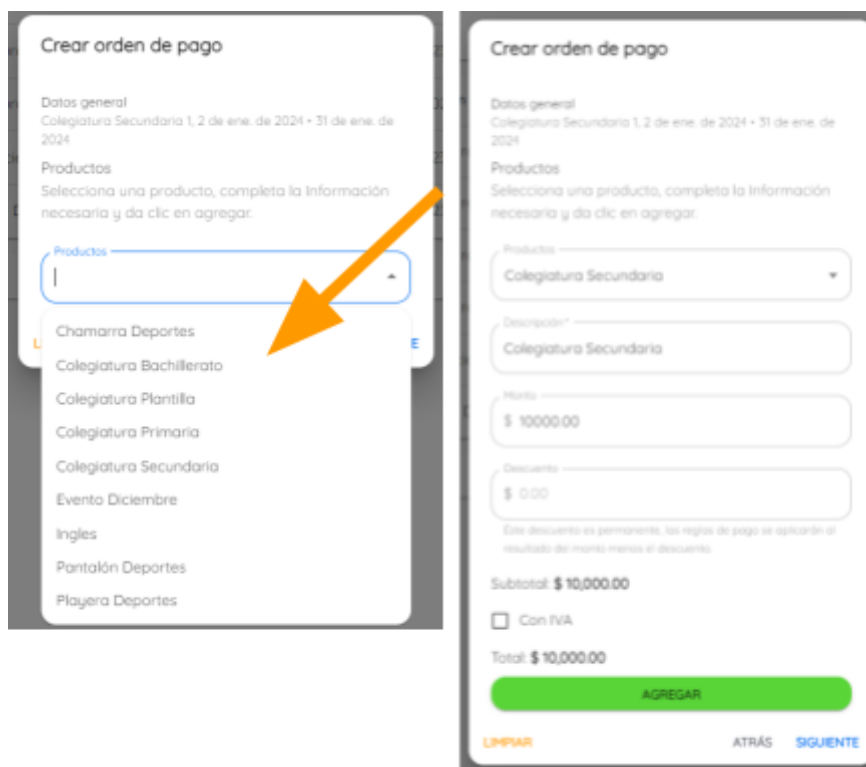 Crear orden de pago
Datos general
Colegiatura Secundaria 1, 2 de ene. de 2024 • 31 de ene. de
2024
Productos
Selecciona una producto, completa la Información
necesaria y da clic en agregar.
Productos
Chamarra Deportes
Colegiatura Bachillerato
Colegiatura Plantilla
Colegiatura Primaria
Colegiatura Secundaria
Evento Diciembre
Ingles
Pantalón Deportes
Playera Deportes
Crear orden de pago
Datos general
Colegiatura Secundaria 1, 2 de ene. de 2024 • 31 de ene. de
2024
Productos
Selecciona una producto, completa la Información
necesaria y da clic en agregar.
Productos
Colegiatura Secundaria
Descripción *
Colegiatura Secundaria
Monto
$ 10000.00
Descuento
$ 0.00
Este descuento es permanente, las reglas de pago se aplicarán al
resultado del monto menos el descuento.
Subtotal: $ 10,000.00
Con IVA
Total: $ 10,000.00
AGREGAR
LIMPIAR ATRÁS SIGUIENTE